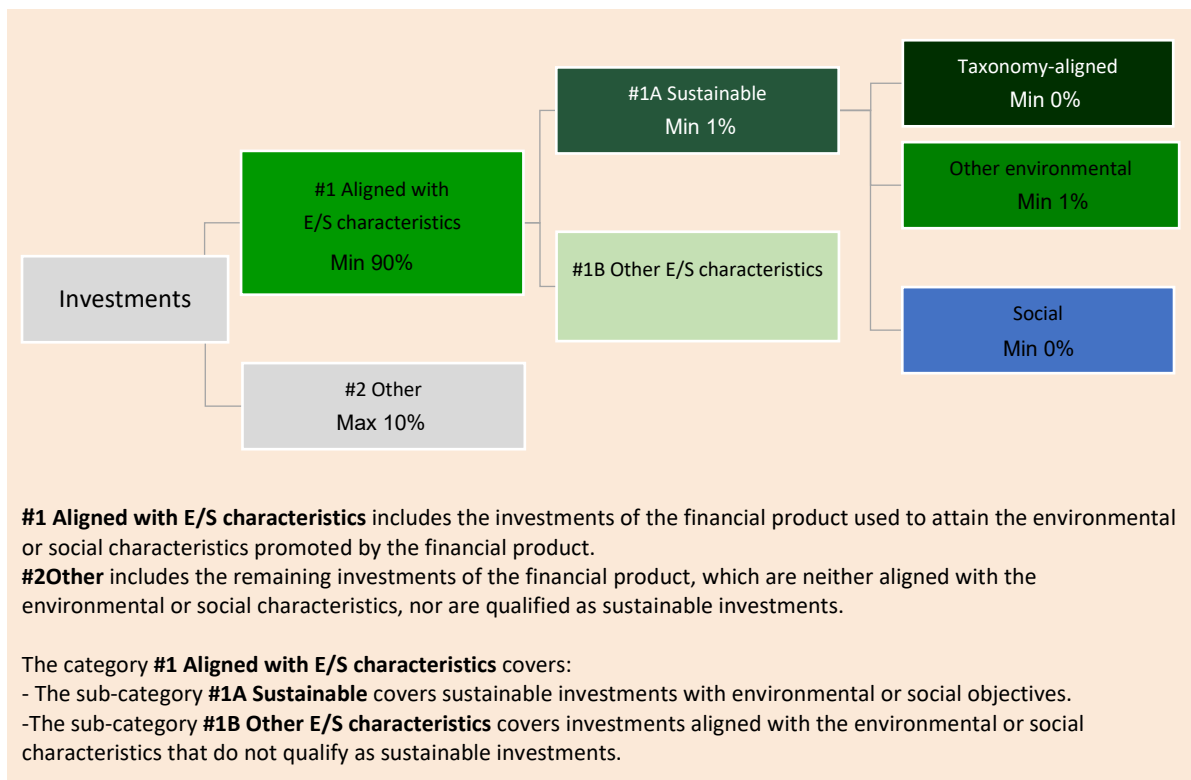 Taxonomy-aligned
Min 0%
#1A Sustainable
Min 1%
Other environmental
Min 1%
#1 Aligned with
E/S characteristics
Min 90%
#1B Other E/S characteristics
Investments
Social
Min 0%
#2 Other
Max 10%
#1 Aligned with E/S characteristics includes the investments of the financial product used to attain the environmental
or social characteristics promoted by the financial product.
#2Other includes the remaining investments of the financial product, which are neither aligned with the
environmental or social characteristics, nor are qualified as sustainable investments.
The category #1 Aligned with E/S characteristics covers:
- The sub-category #1A Sustainable covers sustainable investments with environmental or social objectives.
-The sub-category #1B Other E/S characteristics covers investments aligned with the environmental or social
characteristics that do not qualify as sustainable investments.